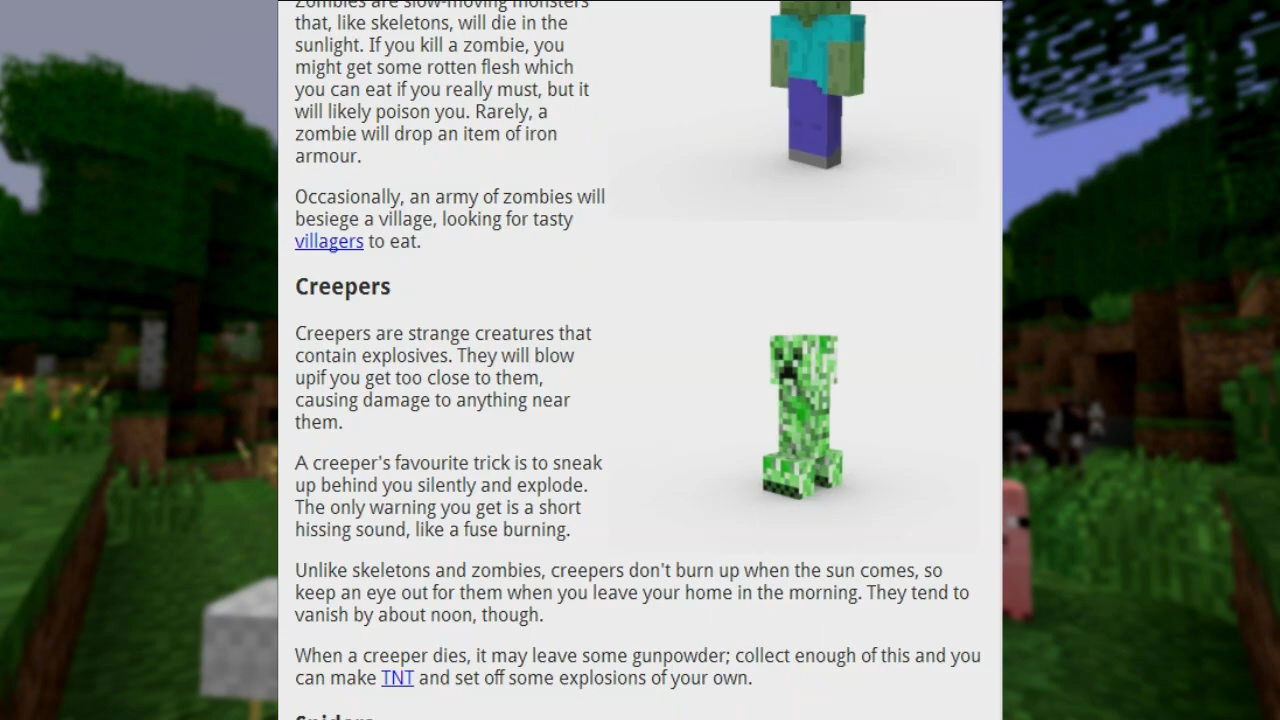 Zombies are slow-moving monsters
that, like skeletons, will die in the
sunlight. If you kill a zombie, you
might get some rotten flesh which
you can eat if you really must, but it
will likely poison you. Rarely, a
zombie will drop an item of iron
armour.
Occasionally, an army of zombies will
besiege a village, looking for tasty
villagers to eat.
Creepers
Creepers are strange creatures that
contain explosives. They will blow
upif you get too close to them,
causing damage to anything near
them.
A creeper's favourite trick is to sneak
up behind you silently and explode.
The only warning you get is a short
hissing sound, like a fuse burning.
Unlike skeletons and zombies, creepers don't burn up when the sun comes, so
keep an eye out for them when you leave your home in the morning. They tend to
vanish by about noon, though.
When a creeper dies, it may leave some gunpowder; collect enough of this and you
can make TNT and set off some explosions of your own.
Spiders